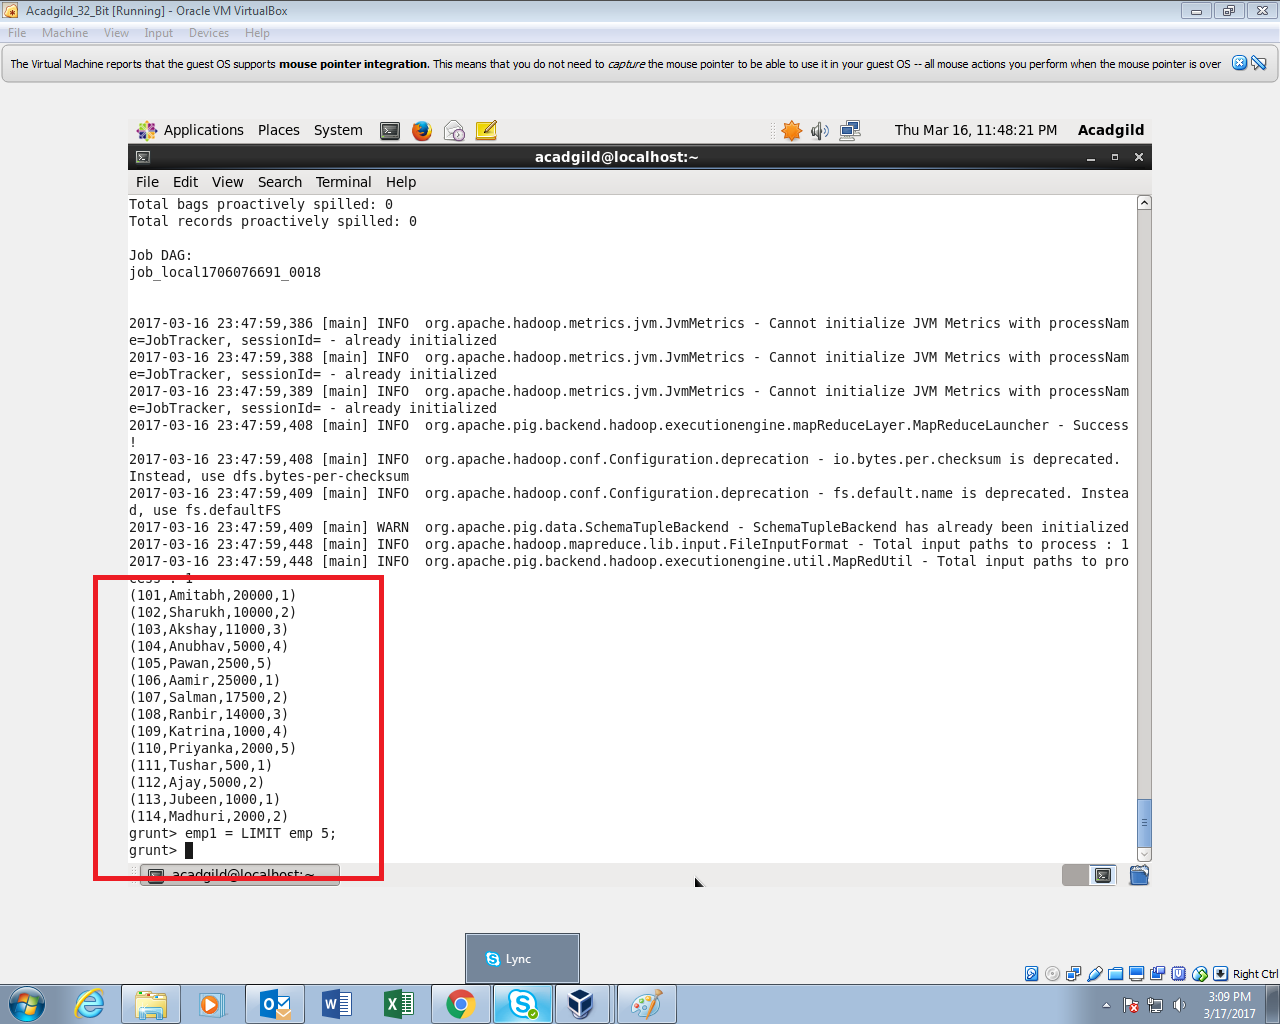 Acadgild_32_Bit [Running] - Oracle VM VirtualBox
File Machine View Input Devices Help
The Virtual Machine reports that the guest OS supports mouse pointer integration. This means that you do not need to capture the mouse pointer to be able to use it in your guest OS -- all mouse actions you perform when the mouse pointer is over
Applications Places System Thu Mar 16, 11:48:21 PM Acadgild
acadgild@localhost:~
File Edit View Search Terminal Help
Total bags proactively spilled: 0
Total records proactively spilled: 0
Job DAG:
job_local1706076691_0018
2017-03-16 23:47:59,386 [main] INFO  org.apache.hadoop.metrics.jvm.JvmMetrics - Cannot initialize JVM Metrics with processNam
e=JobTracker, sessionId= - already initialized
2017-03-16 23:47:59,388 [main] INFO  org.apache.hadoop.metrics.jvm.JvmMetrics - Cannot initialize JVM Metrics with processNam
e=JobTracker, sessionId= - already initialized
2017-03-16 23:47:59,389 [main] INFO  org.apache.hadoop.metrics.jvm.JvmMetrics - Cannot initialize JVM Metrics with processNam
e=JobTracker, sessionId= - already initialized
2017-03-16 23:47:59,408 [main] INFO  org.apache.pig.backend.hadoop.executionengine.mapReduceLayer.MapReduceLauncher - Success
!
2017-03-16 23:47:59,408 [main] INFO  org.apache.hadoop.conf.Configuration.deprecation - io.bytes.per.checksum is deprecated.
Instead, use dfs.bytes-per-checksum
2017-03-16 23:47:59,409 [main] INFO  org.apache.hadoop.conf.Configuration.deprecation - fs.default.name is deprecated. Instea
d, use fs.defaultFS
2017-03-16 23:47:59,409 [main] WARN  org.apache.pig.data.SchemaTupleBackend - SchemaTupleBackend has already been initialized
2017-03-16 23:47:59,448 [main] INFO  org.apache.hadoop.mapreduce.lib.input.FileInputFormat - Total input paths to process : 1
2017-03-16 23:47:59,448 [main] INFO  org.apache.pig.backend.hadoop.executionengine.util.MapRedUtil - Total input paths to pro
cess : 1
(101,Amitabh,20000,1)
(102,Sharukh,10000,2)
(103,Akshay,11000,3)
(104,Anubhav,5000,4)
(105,Pawan,2500,5)
(106,Aamir,25000,1)
(107,Salman,17500,2)
(108,Ranbir,14000,3)
(109,Katrina,1000,4)
(110,Priyanka,2000,5)
(111,Tushar,500,1)
(112,Ajay,5000,2)
(113,Jubeen,1000,1)
(114,Madhuri,2000,2)
grunt> emp1 = LIMIT emp 5;
grunt>
acadgild@localhost:~
Lync
Right Ctrl
3:09 PM
3/17/2017